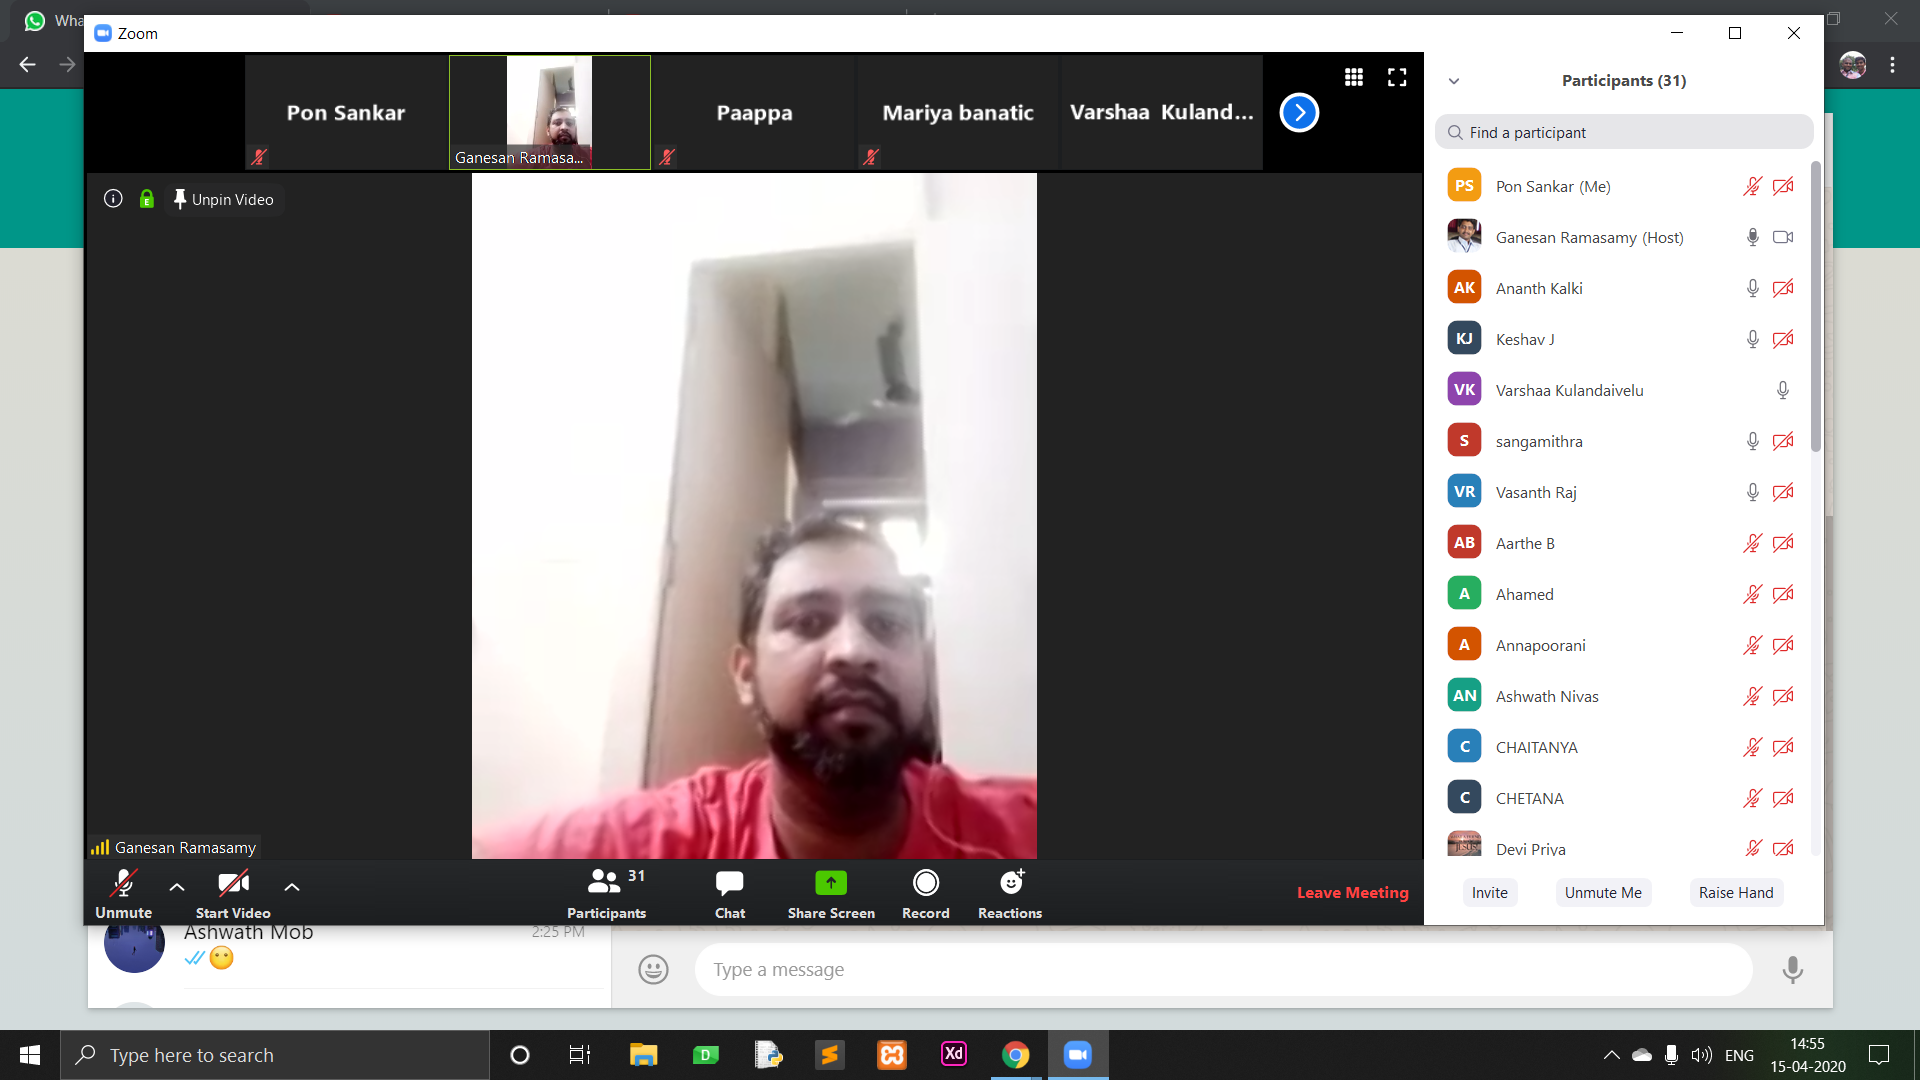 Wha
Zoom
Pon Sankar
Ganesan Ramasa...
Paappa
Mariya banatic
Varshaa Kuland...
Unpin Video
Ganesan Ramasamy
Participants (31)
Find a participant
PS Pon Sankar (Me)
Ganesan Ramasamy (Host)
AK Ananth Kalki
KJ Keshav J
VK Varshaa Kulandaivelu
S sangamithra
VR Vasanth Raj
AB Aarthe B
A Ahamed
A Annapoorani
AN Ashwath Nivas
C CHAITANYA
C CHETANA
Devi Priya
Invite Unmute Me Raise Hand
31
Unmute Start Video Participants Chat Share Screen Record Reactions Leave Meeting
Ashwath Mob 2:25 PM
Type a message
Type here to search
D
Xd
ENG
14:55
15-04-2020